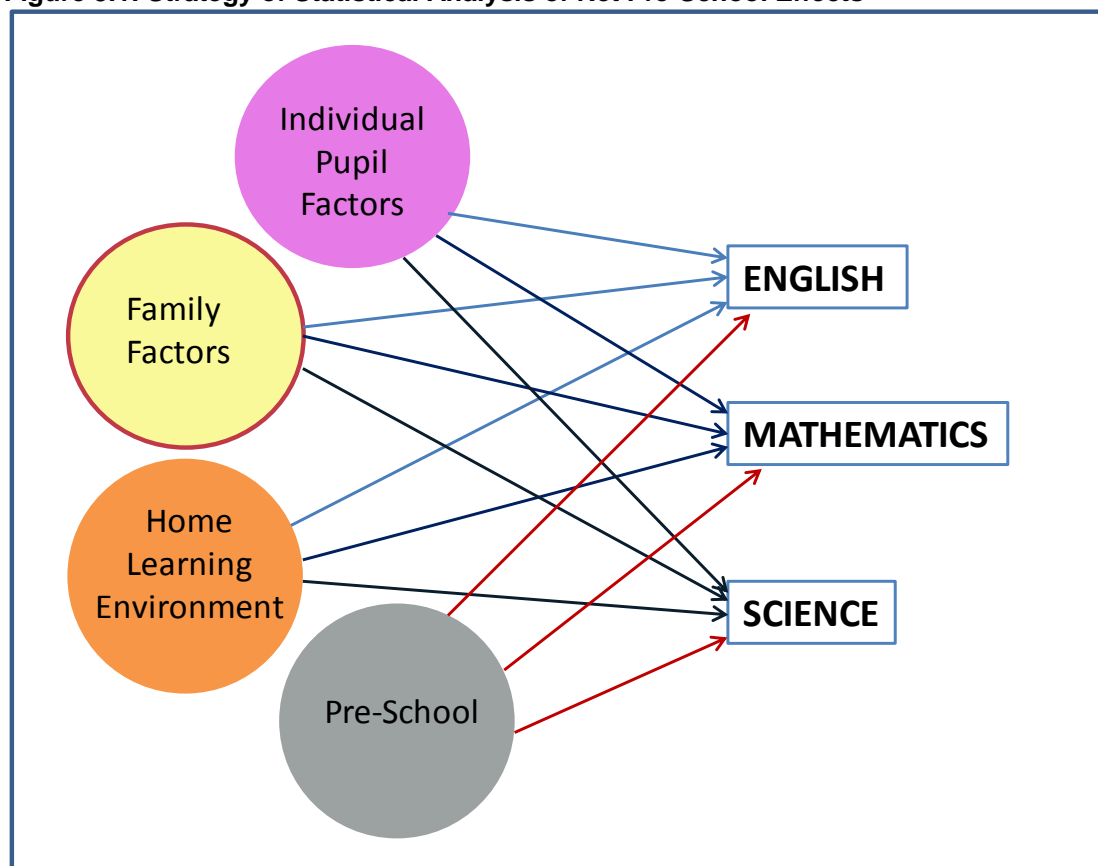 Individual
Pupil
Factors
Family
Factors
Home
Learning
Environment
Pre-School
ENGLISH
MATHEMATICS
SCIENCE